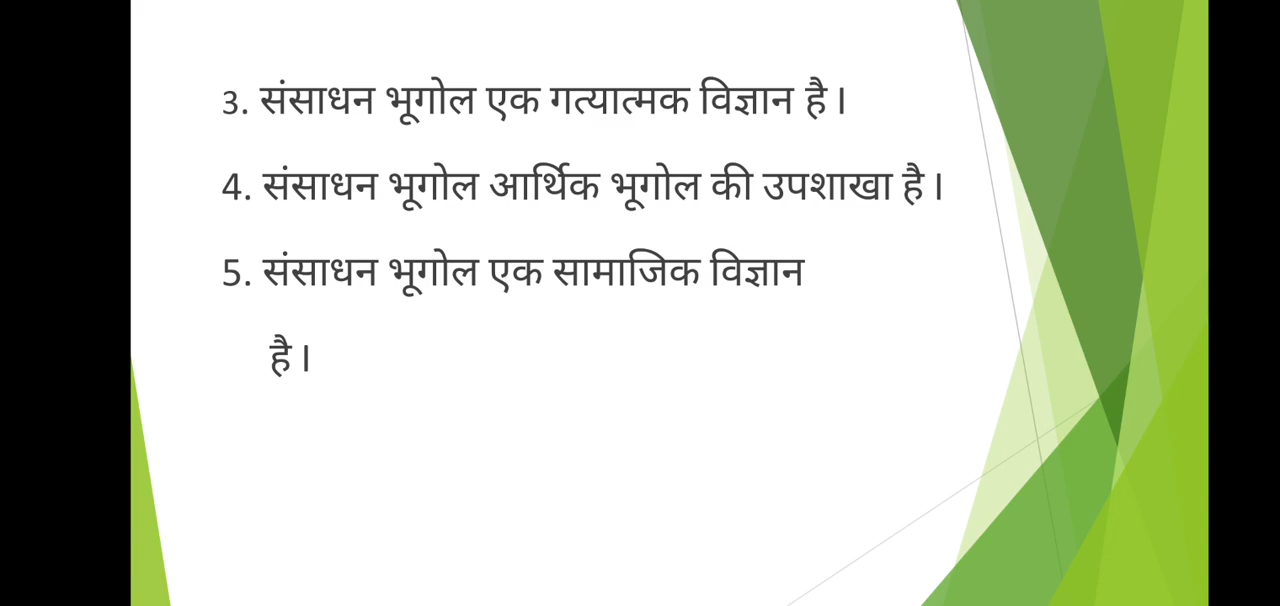 3. संसाधन भूगोल एक गत्यात्मक विज्ञान है I
4. संसाधन भूगोल आर्थिक भूगोल की उपशाखा है I
5. संसाधन भूगोल एक सामाजिक विज्ञान
है I